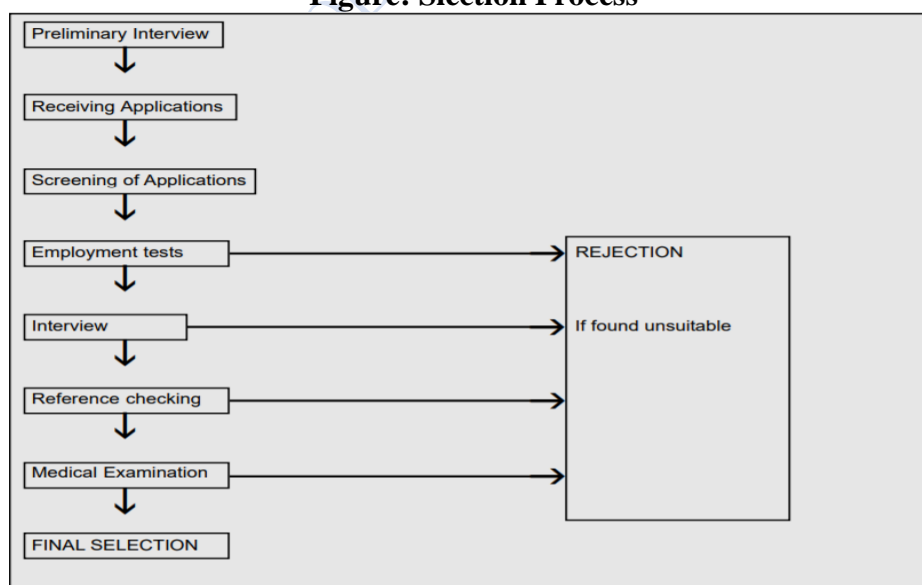 Figure: Slection Process
Preliminary Interview
Receiving Applications
Screening of Applications
Employment tests
REJECTION
Interview
If found unsuitable
Reference checking
Medical Examination
FINAL SELECTION